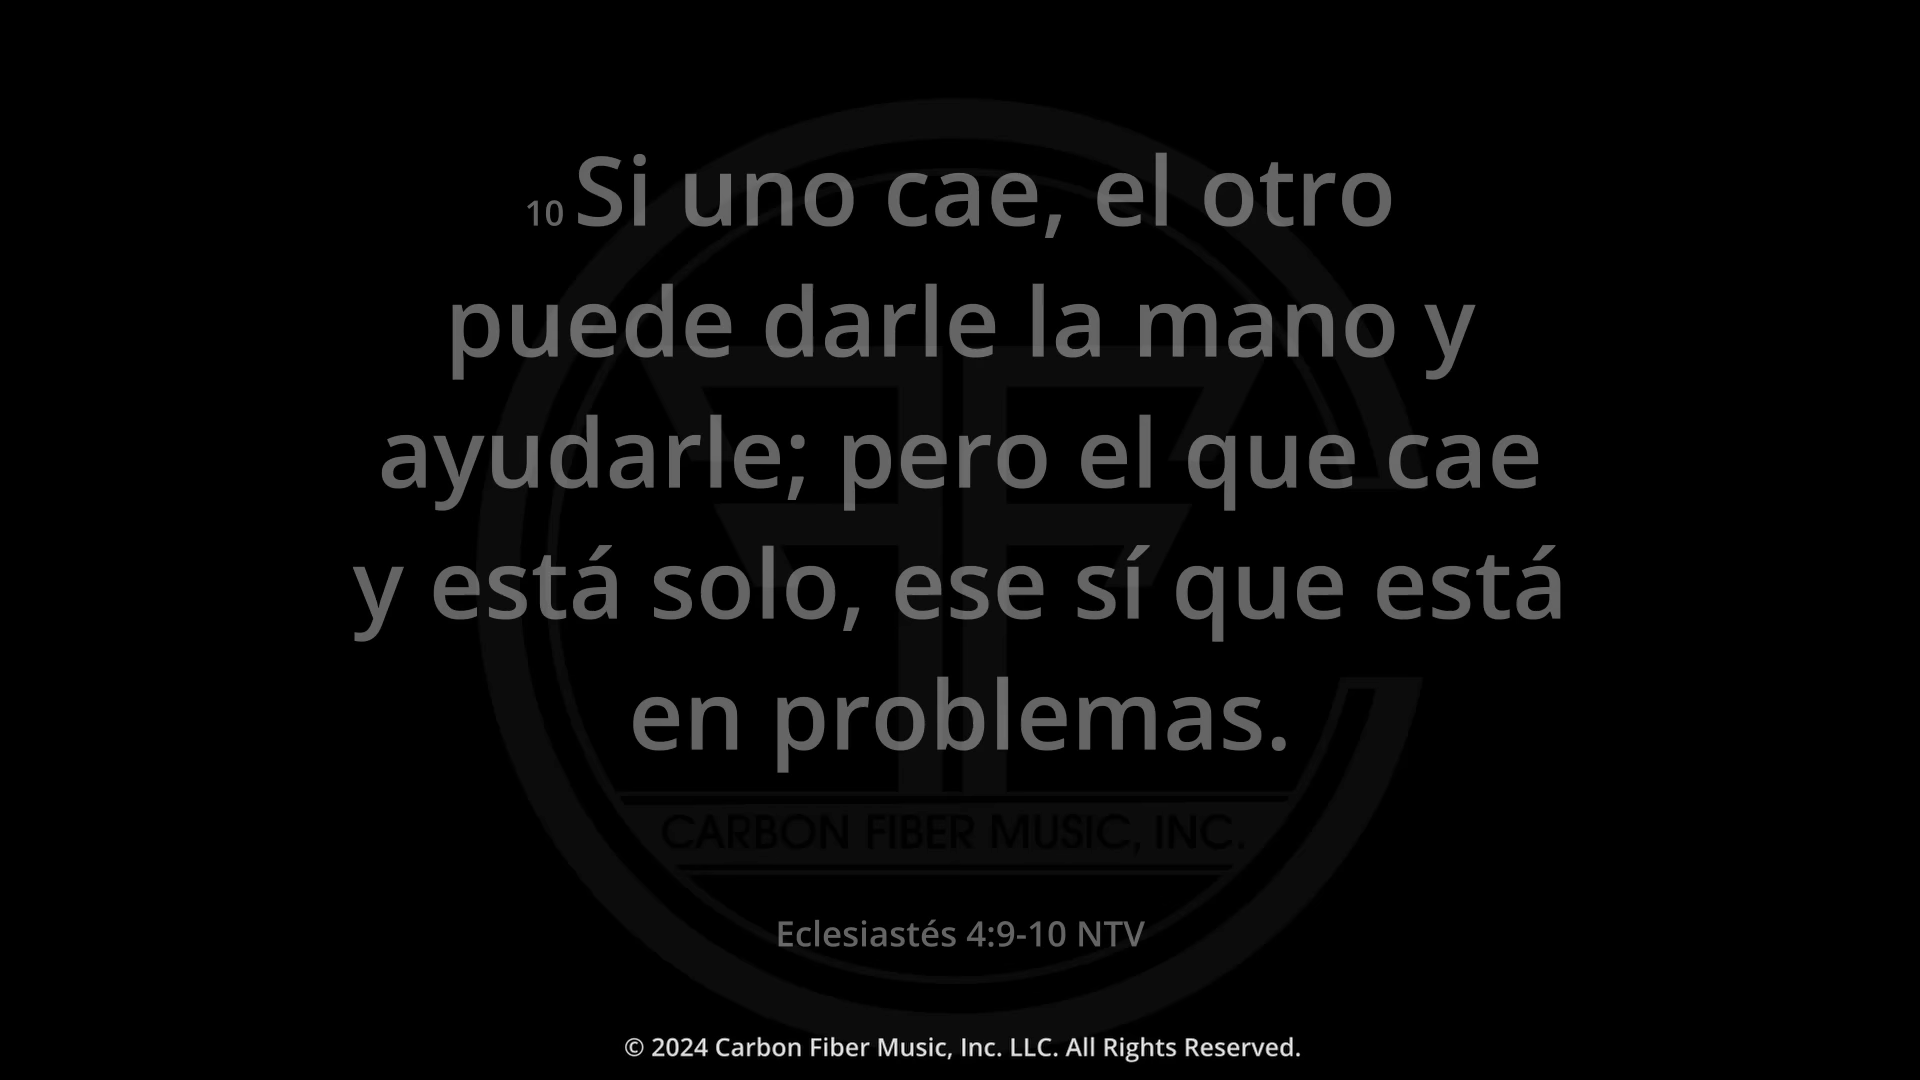 10 Si uno cae, el otro
puede darle la mano y
ayudarle; pero el que cae
y está solo, ese sí que está
en problemas.
CARBON FIBER MUSIC, INC.
Eclesiastés 4:9-10 NTV
© 2024 Carbon Fiber Music, Inc. LLC. All Rights Reserved.